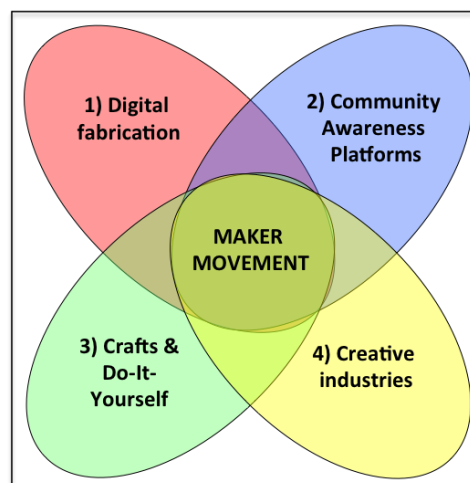 1) Digital
fabrication
2) Community
Awareness
Platforms
MAKER
MOVEMENT
3) Crafts &
Do-It-
Yourself
4) Creative
industries